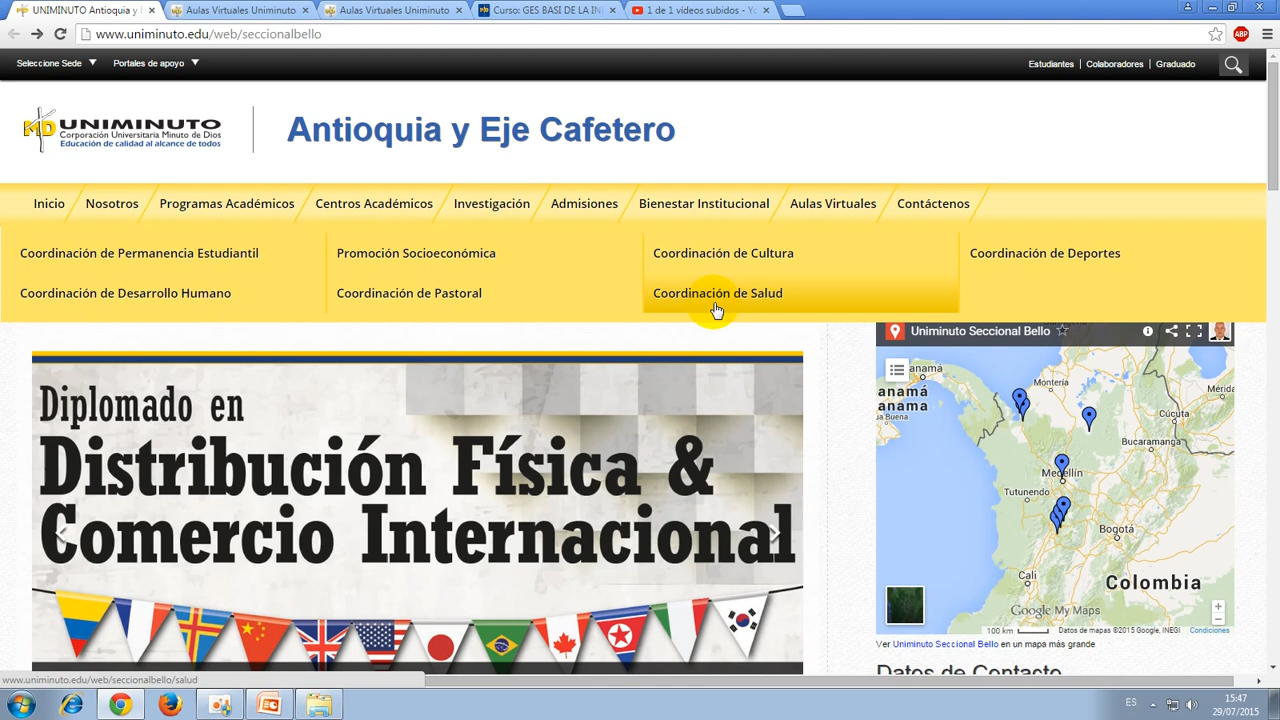 UNIMINUTO Antioquia y
Aulas Virtuales Uniminuto
Aulas Virtuales Uniminuto
Curso: GES BASI DE LA IN
1 de 1 vídeos subidos - Yo
www.uniminuto.edu/web/seccionalbello
ABP
Seleccione Sede
Portales de apoyo
Estudiantes | Colaboradores | Graduado
MD UNIMINUTO
Corporación Universitaria Minuto de Dios
Educación de calidad al alcance de todos
Antioquia y Eje Cafetero
Inicio
Nosotros
Programas Académicos
Centros Académicos
Investigación
Admisiones
Bienestar Institucional
Aulas Virtuales
Contáctenos
Coordinación de Permanencia Estudiantil
Promoción Socioeconómica
Coordinación de Cultura
Coordinación de Deportes
Coordinación de Desarrollo Humano
Coordinación de Pastoral
Coordinación de Salud
Diplomado en
Distribución Física &
Comercio Internacional
Uniminuto Seccional Bello
anamá
Montería
Mérida
anamá
anama
Cúcuta
Bucaramanga
Medellín
Tutunendo
Bogotá
Cali
Colombia
Google My Maps
100 km
Datos de mapas ©2015 Google, INEGI
Condiciones
Ver Uniminuto Seccional Bello en un mapa más grande
Datos de Contacto
www.uniminuto.edu/web/seccionalbello/salud
ES
15:47
29/07/2015